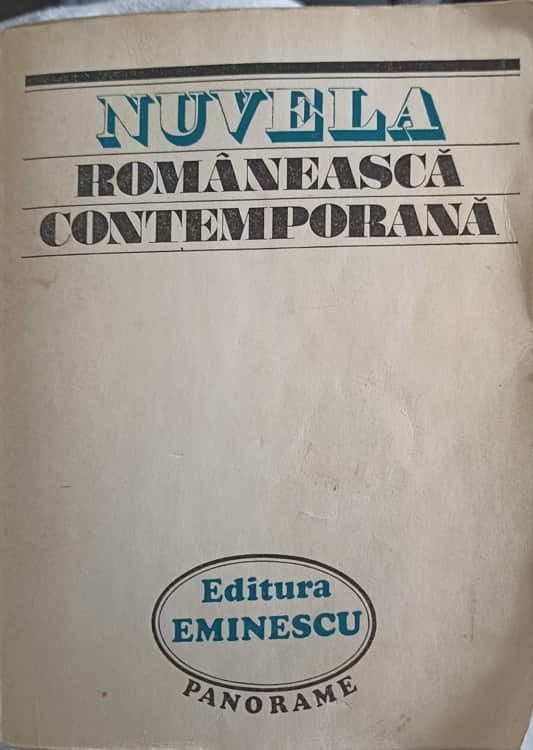 NUVELA
ROMÂNEASCĂ
CONTEMPORANĂ
Editura
EMINESCU
PANORAME